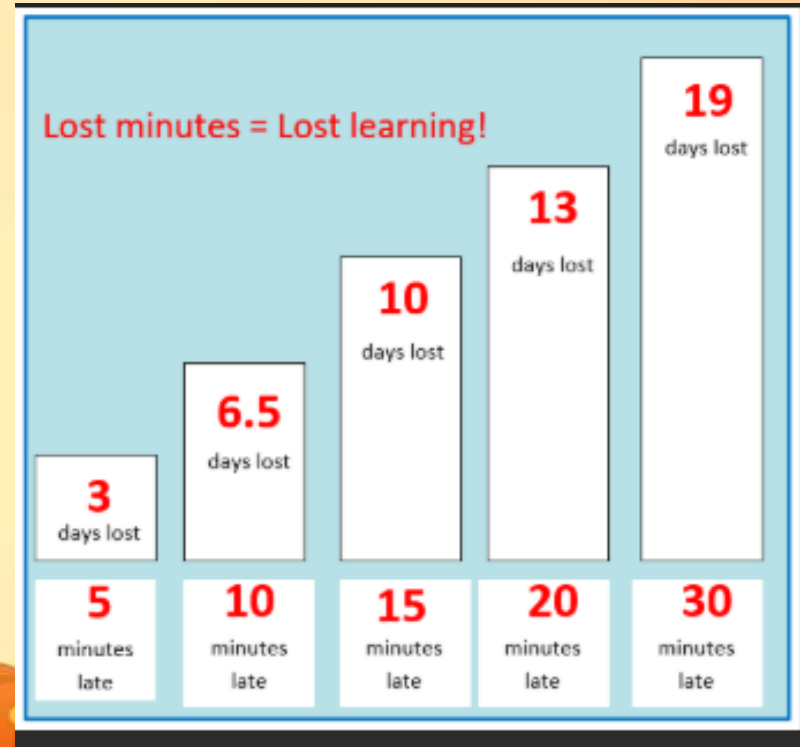 Lost minutes = Lost learning!
3
days lost
6.5
days lost
10
days lost
13
days lost
19
days lost
5
minutes
late
10
minutes
late
15
minutes
late
20
minutes
late
30
minutes
late